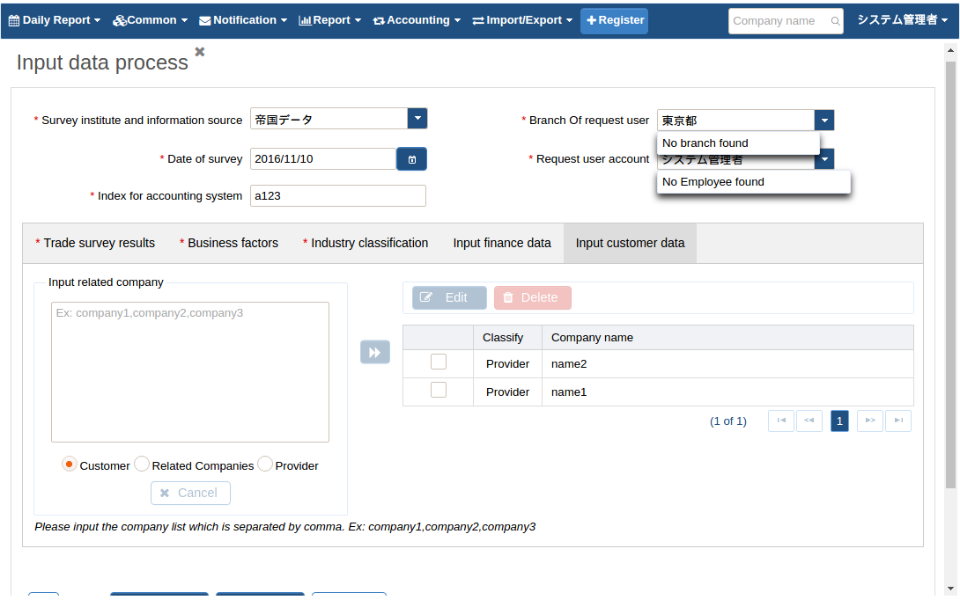 Daily Report Common Notification Report Accounting Import/Export Register Company name システム管理者
Input data process
* Survey institute and information source 帝国データ * Branch Of request user 東京都
No branch found
* Date of survey 2016/11/10 * Request user account システム管理者
No Employee found
* Index for accounting system a123
* Trade survey results * Business factors * Industry classification Input finance data Input customer data
Input related company
Ex: company1,company2,company3
Edit Delete
Classify Company name
Provider name2
Provider name1
(1 of 1) 1
Customer Related Companies Provider
Cancel
Please input the company list which is separated by comma. Ex: company1,company2,company3